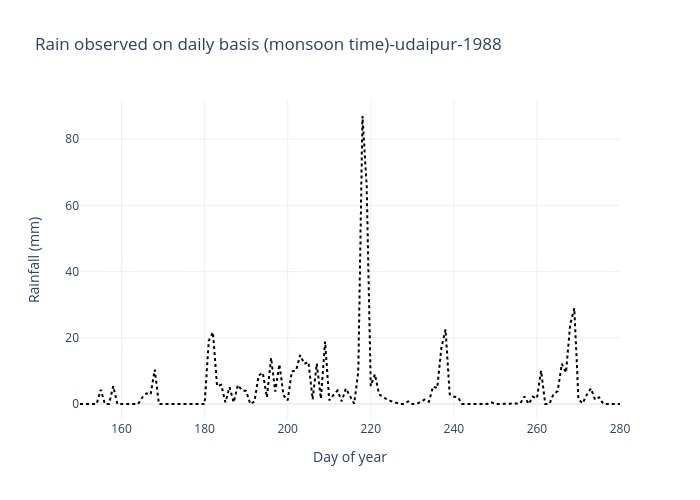 Rain observed on daily basis (monsoon time)-udaipur-1988
Rainfall (mm)
80
60
40
20
0
160 180 200 220 240 260 280
Day of year